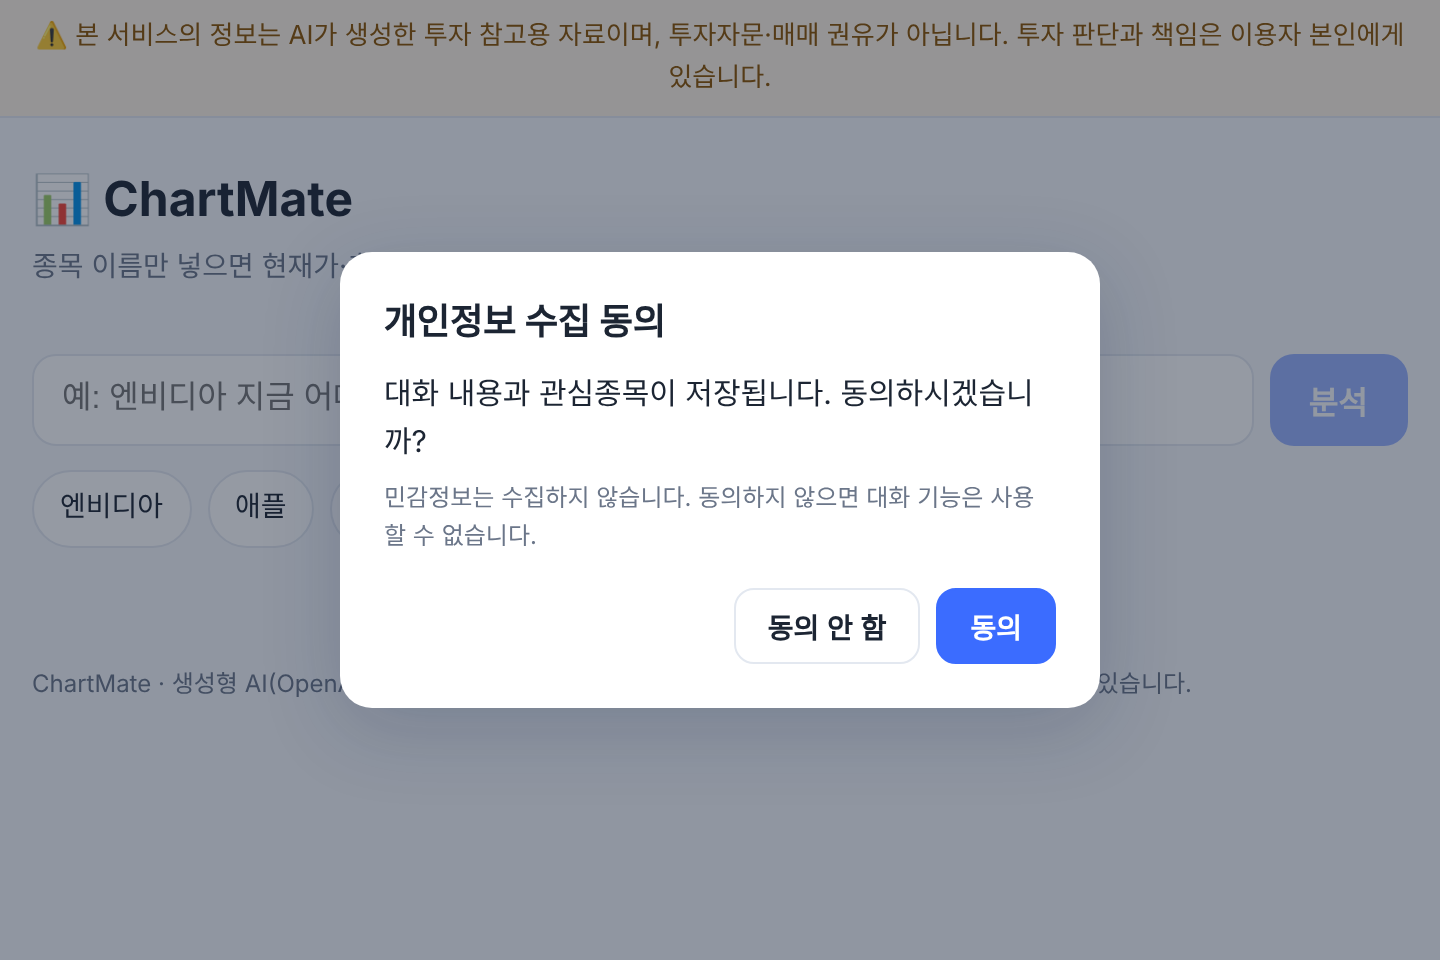 ⚠️ 본 서비스의 정보는 AI가 생성한 투자 참고용 자료이며, 투자자문·매매 권유가 아닙니다. 투자 판단과 책임은 이용자 본인에게
있습니다.
📊 ChartMate
종목 이름만 넣으면 현재가·
예: 엔비디아 지금 어
분석
엔비디아
애플
개인정보 수집 동의
대화 내용과 관심종목이 저장됩니다. 동의하시겠습니
까?
민감정보는 수집하지 않습니다. 동의하지 않으면 대화 기능은 사용
할 수 없습니다.
동의 안 함
동의
ChartMate · 생성형 AI(Open
있습니다.